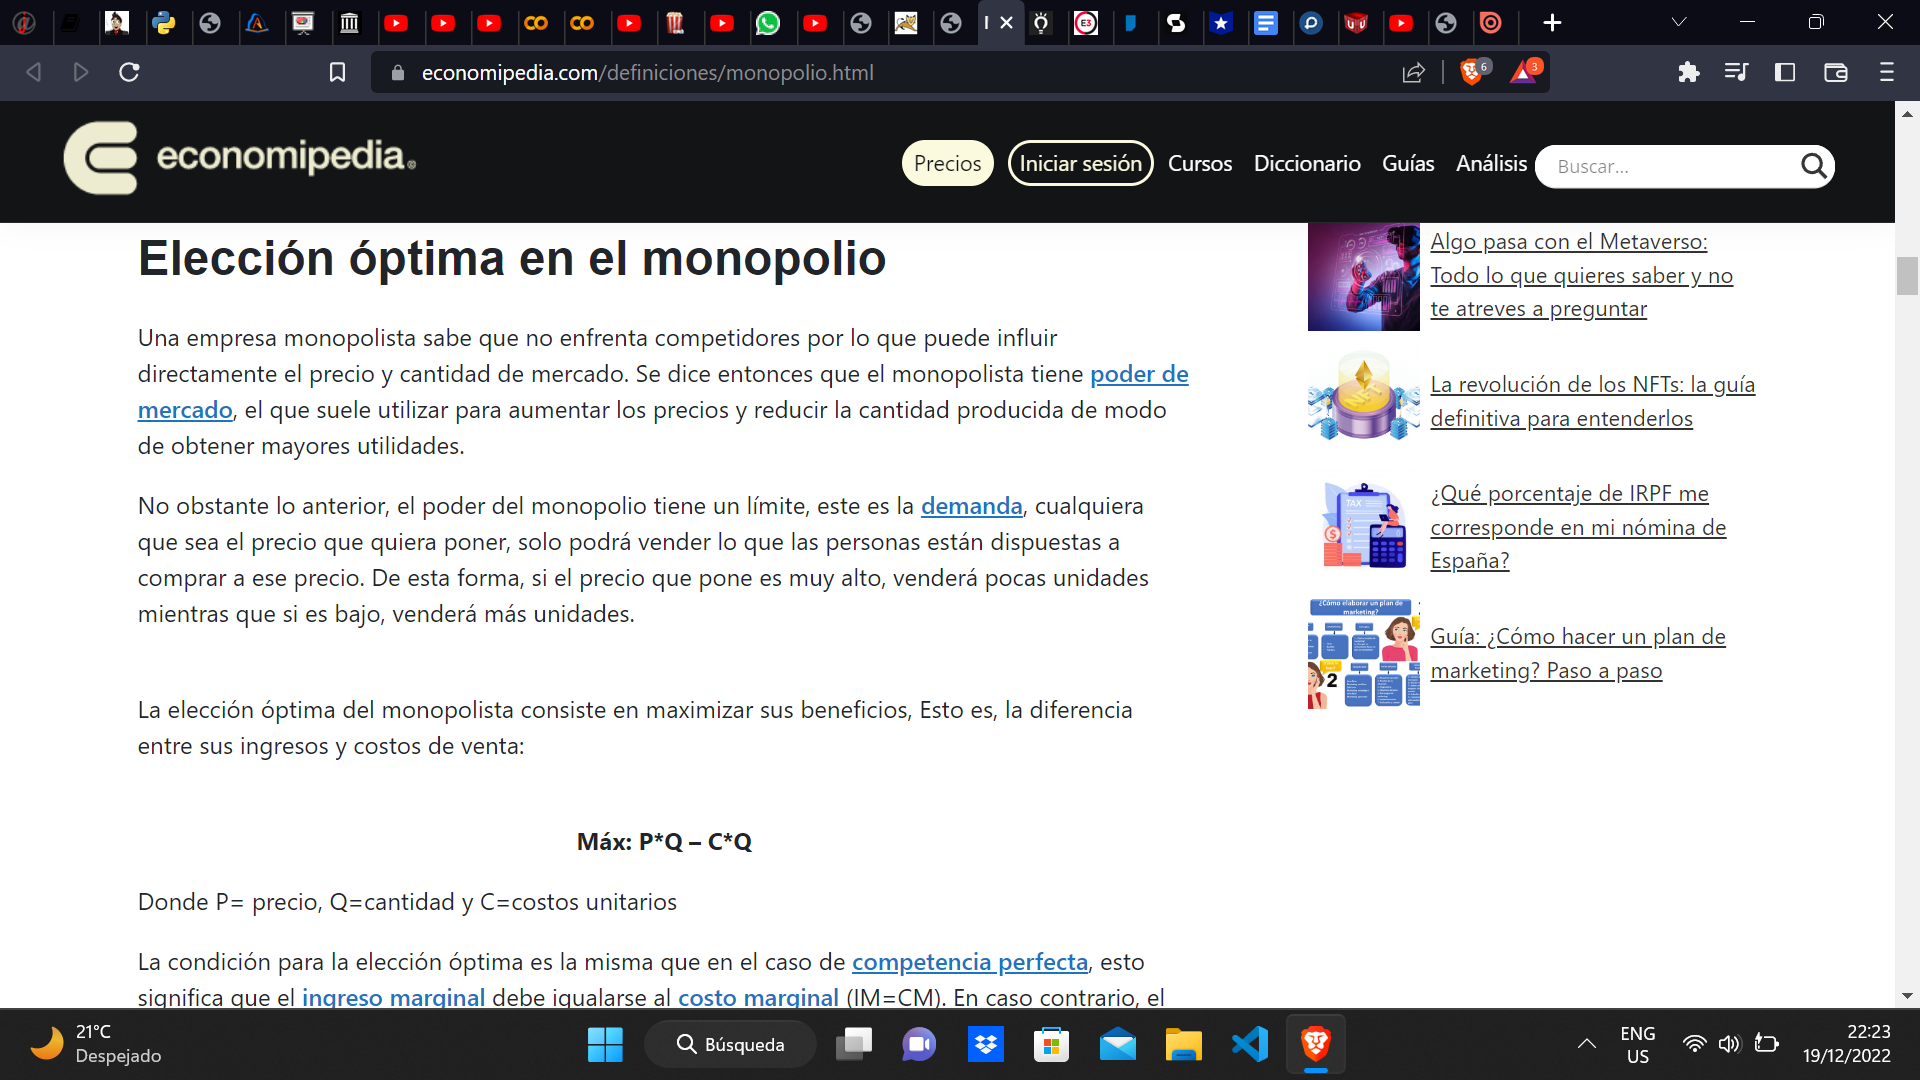 economipedia.com/definiciones/monopolio.html
6
3
economipedia
Precios
Iniciar sesión
Cursos
Diccionario
Guías
Análisis
Buscar...
Elección óptima en el monopolio
Una empresa monopolista sabe que no enfrenta competidores por lo que puede influir
directamente el precio y cantidad de mercado. Se dice entonces que el monopolista tiene poder de
mercado, el que suele utilizar para aumentar los precios y reducir la cantidad producida de modo
de obtener mayores utilidades.
No obstante lo anterior, el poder del monopolio tiene un límite, este es la demanda, cualquiera
que sea el precio que quiera poner, solo podrá vender lo que las personas están dispuestas a
comprar a ese precio. De esta forma, si el precio que pone es muy alto, venderá pocas unidades
mientras que si es bajo, venderá más unidades.
La elección óptima del monopolista consiste en maximizar sus beneficios, Esto es, la diferencia
entre sus ingresos y costos de venta:
Máx: P*Q – C*Q
Donde P= precio, Q=cantidad y C=costos unitarios
La condición para la elección óptima es la misma que en el caso de competencia perfecta, esto
significa que el ingreso marginal debe igualarse al costo marginal (IM=CM). En caso contrario, el
Algo pasa con el Metaverso:
Todo lo que quieres saber y no
te atreves a preguntar
NFT
La revolución de los NFTs: la guía
definitiva para entenderlos
TAX
¿Qué porcentaje de IRPF me
corresponde en mi nómina de
España?
¿Cómo elaborar un plan de
marketing?
2
Guía: ¿Cómo hacer un plan de
marketing? Paso a paso
21°C
Despejado
Búsqueda
ENG
US
22:23
19/12/2022